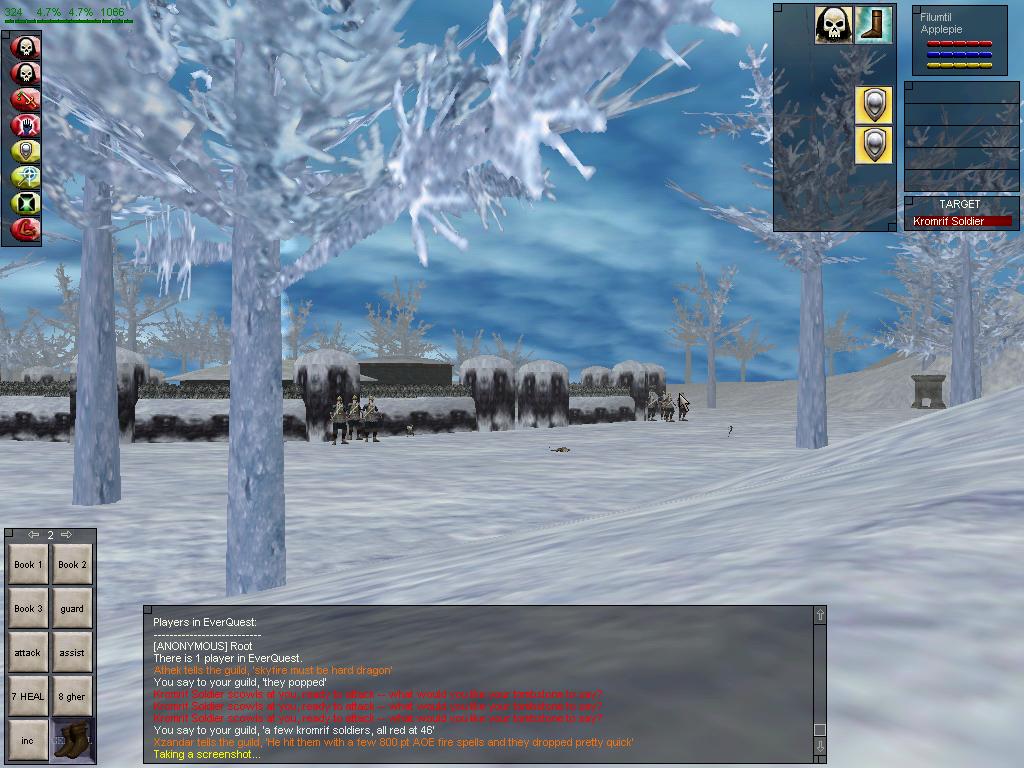 324 4.7% 4.7% 1066
Filumtil
Applepie
TARGET
Kromrif Soldier
2
Book 1 Book 2
Book 3 guard
attack assist
7 HEAL 8 gher
inc
Players in EverQuest:
---------------------------
[ANONYMOUS] Root
There is 1 player in EverQuest.
Athek tells the guild, 'skyfire must be hard dragon'
You say to your guild, 'they popped'
Kromrif Soldier scowls at you, ready to attack -- what would you like your tombstone to say?
Kromrif Soldier scowls at you, ready to attack -- what would you like your tombstone to say?
Kromrif Soldier scowls at you, ready to attack -- what would you like your tombstone to say?
You say to your guild, 'a few kromrif soldiers, all red at 46'
Xzandar tells the guild, 'He hit them with a few 800 pt AOE fire spells and they dropped pretty quick'
Taking a screenshot...